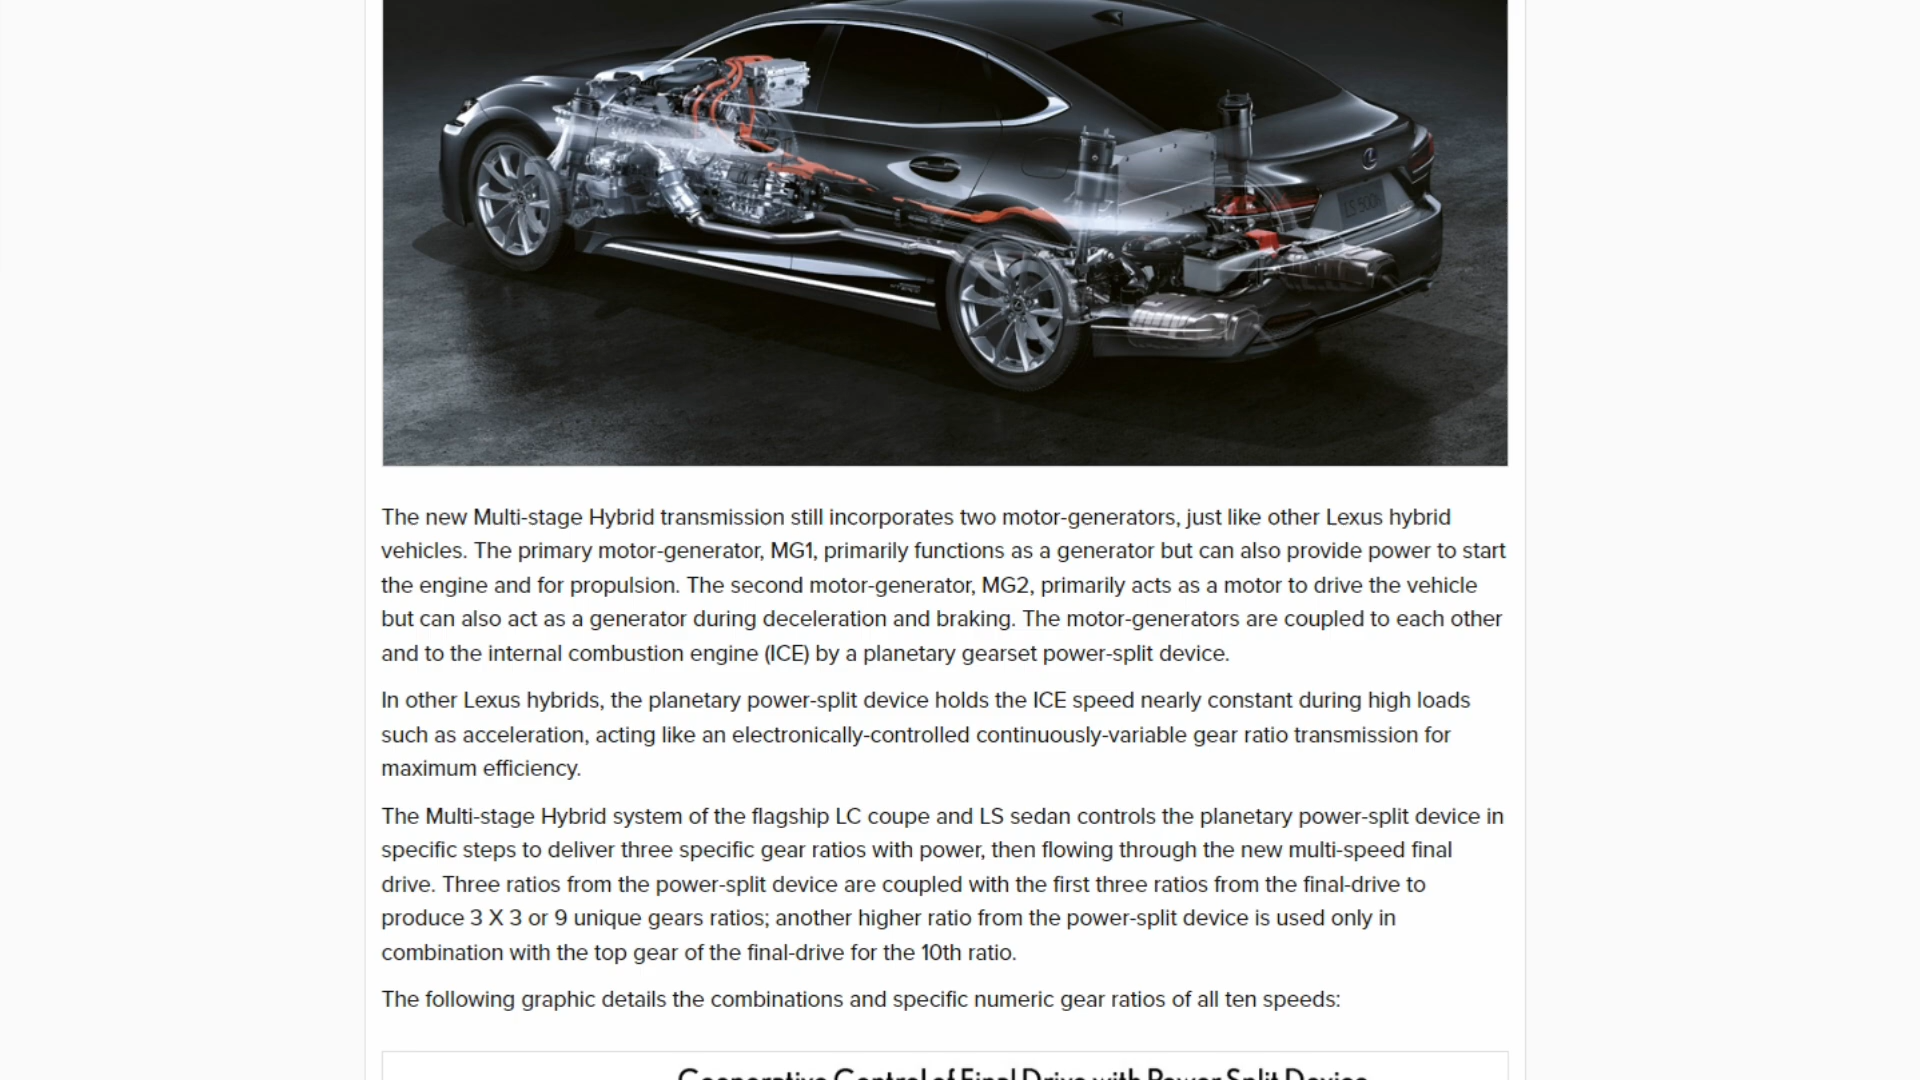 LS 500h
The new Multi-stage Hybrid transmission still incorporates two motor-generators, just like other Lexus hybrid
vehicles. The primary motor-generator, MG1, primarily functions as a generator but can also provide power to start
the engine and for propulsion. The second motor-generator, MG2, primarily acts as a motor to drive the vehicle
but can also act as a generator during deceleration and braking. The motor-generators are coupled to each other
and to the internal combustion engine (ICE) by a planetary gearset power-split device.
In other Lexus hybrids, the planetary power-split device holds the ICE speed nearly constant during high loads
such as acceleration, acting like an electronically-controlled continuously-variable gear ratio transmission for
maximum efficiency.
The Multi-stage Hybrid system of the flagship LC coupe and LS sedan controls the planetary power-split device in
specific steps to deliver three specific gear ratios with power, then flowing through the new multi-speed final
drive. Three ratios from the power-split device are coupled with the first three ratios from the final-drive to
produce 3 X 3 or 9 unique gears ratios; another higher ratio from the power-split device is used only in
combination with the top gear of the final-drive for the 10th ratio.
The following graphic details the combinations and specific numeric gear ratios of all ten speeds:
Cooperative Control of Final Drive with Power Split Device